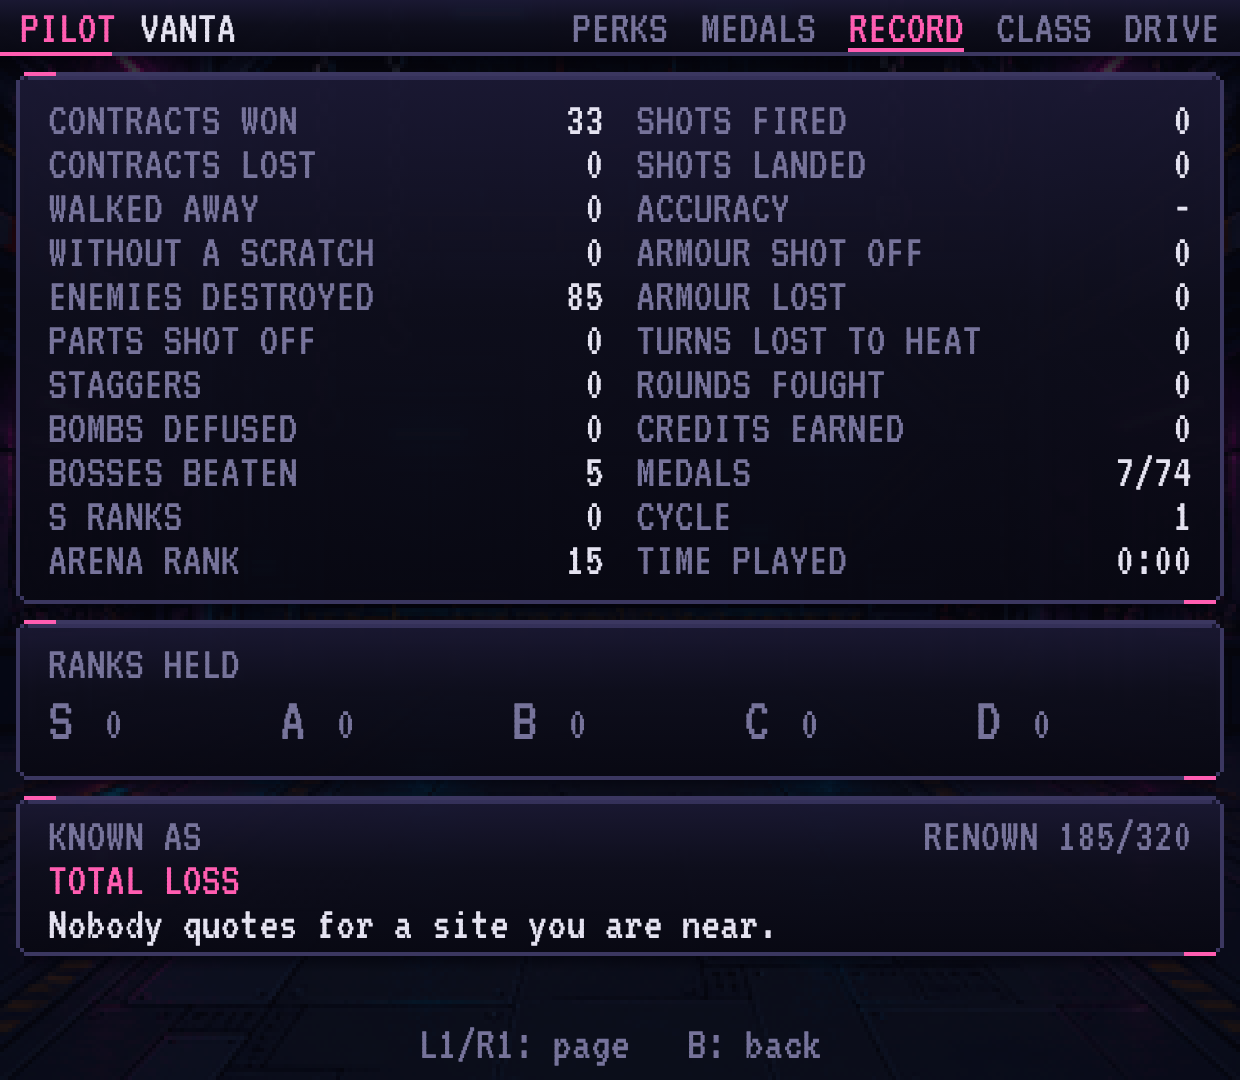 PILOT VANTA PERKS MEDALS RECORD CLASS DRIVE
CONTRACTS WON 33 SHOTS FIRED 0
CONTRACTS LOST 0 SHOTS LANDED 0
WALKED AWAY 0 ACCURACY -
WITHOUT A SCRATCH 0 ARMOUR SHOT OFF 0
ENEMIES DESTROYED 85 ARMOUR LOST 0
PARTS SHOT OFF 0 TURNS LOST TO HEAT 0
STAGGERS 0 ROUNDS FOUGHT 0
BOMBS DEFUSED 0 CREDITS EARNED 0
BOSSES BEATEN 5 MEDALS 7/74
S RANKS 0 CYCLE 1
ARENA RANK 15 TIME PLAYED 0:00
RANKS HELD
S 0 A 0 B 0 C 0 D 0
KNOWN AS RENOWN 185/320
TOTAL LOSS
Nobody quotes for a site you are near.
L1/R1: page B: back